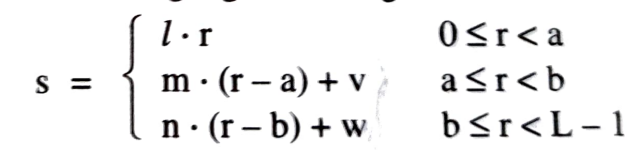 l · r 0 ≤ r < a
s = { m · (r – a) + v a ≤ r < b
n · (r – b) + w b ≤ r < L – 1